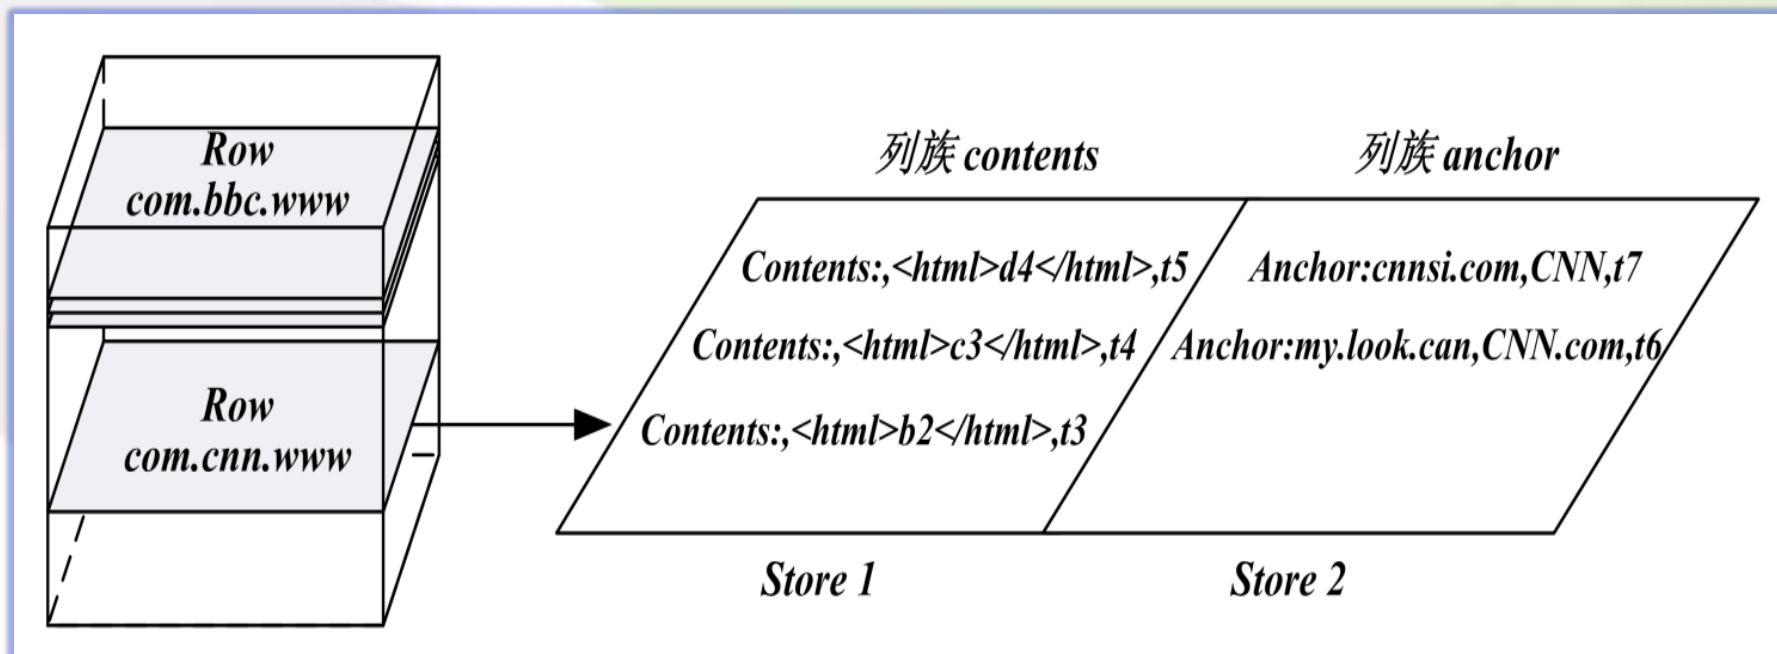 Row
com.bbc.www
Row
com.cnn.www
列族 contents
列族 anchor
Contents:,<html>d4</html>,t5
Anchor:cnnsi.com,CNN,t7
Contents:,<html>c3</html>,t4
Anchor:my.look.can,CNN.com,t6
Contents:,<html>b2</html>,t3
Store 1
Store 2